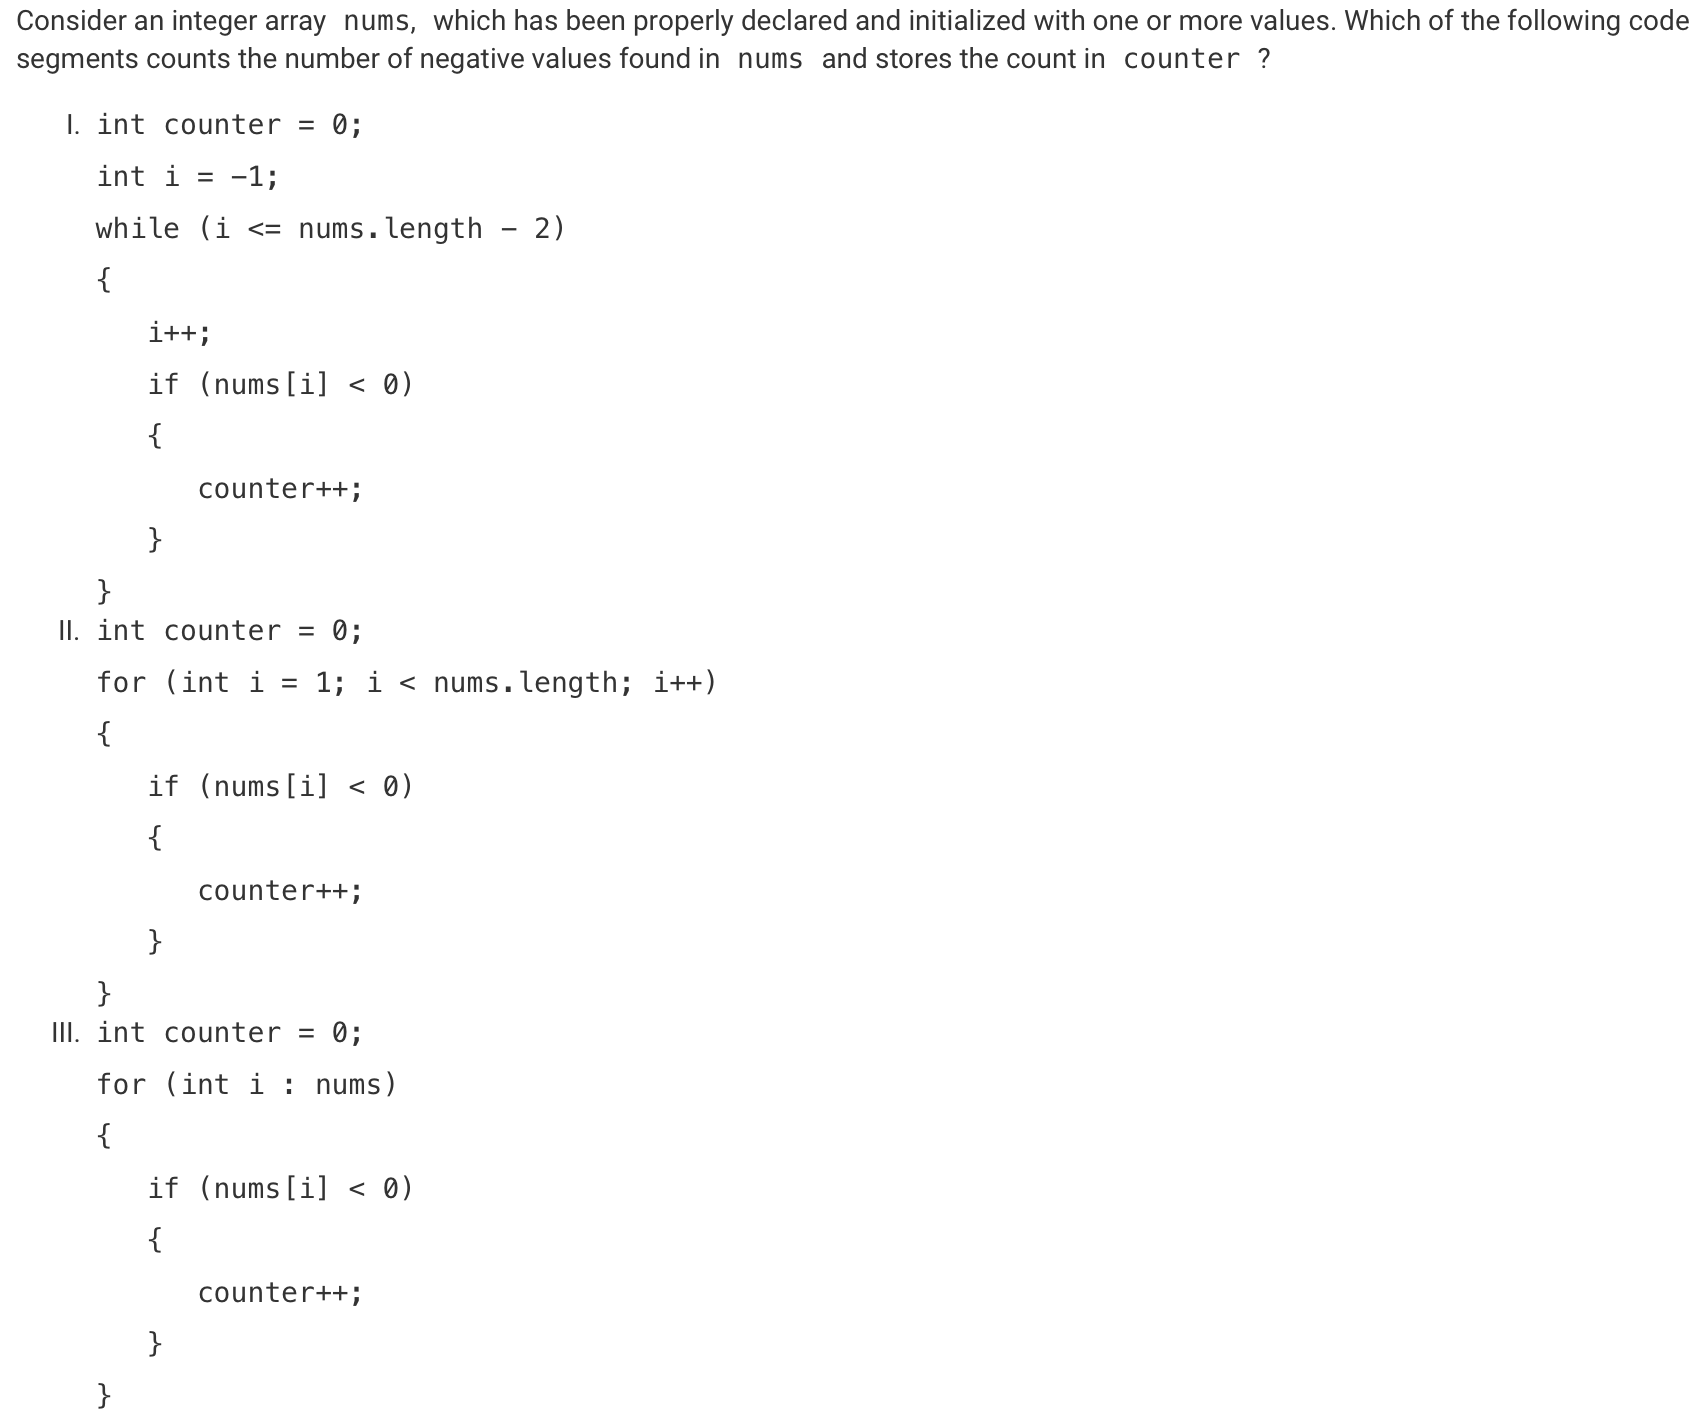 Consider an integer array nums, which has been properly declared and initialized with one or more values. Which of the following code
segments counts the number of negative values found in nums and stores the count in counter ?
I. int counter = 0;
int i = −1;
while (i <= nums.length − 2)
{
i++;
if (nums[i] < 0)
{
counter++;
}
}
II. int counter = 0;
for (int i = 1; i < nums.length; i++)
{
if (nums[i] < 0)
{
counter++;
}
}
III. int counter = 0;
for (int i : nums)
{
if (nums[i] < 0)
{
counter++;
}
}